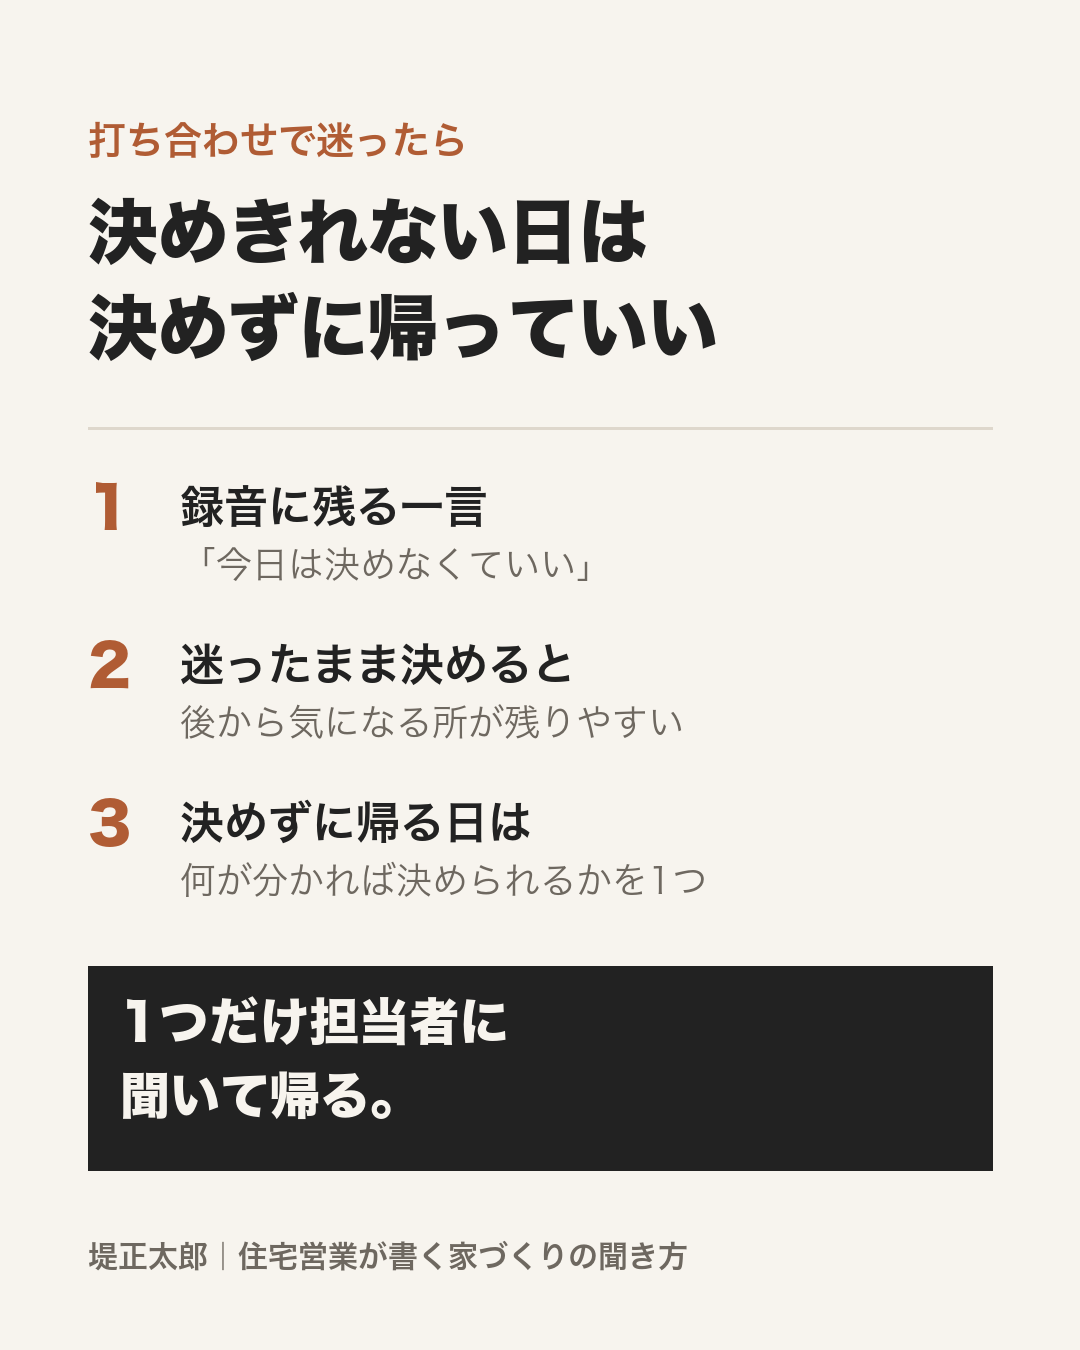 打ち合わせで迷ったら
決めきれない日は
決めずに帰っていい
1 録音に残る一言
「今日は決めなくていい」
2 迷ったまま決めると
後から気になる所が残りやすい
3 決めずに帰る日は
何が分かれば決められるかを1つ
1つだけ担当者に
聞いて帰る。
堤正太郎｜住宅営業が書く家づくりの聞き方